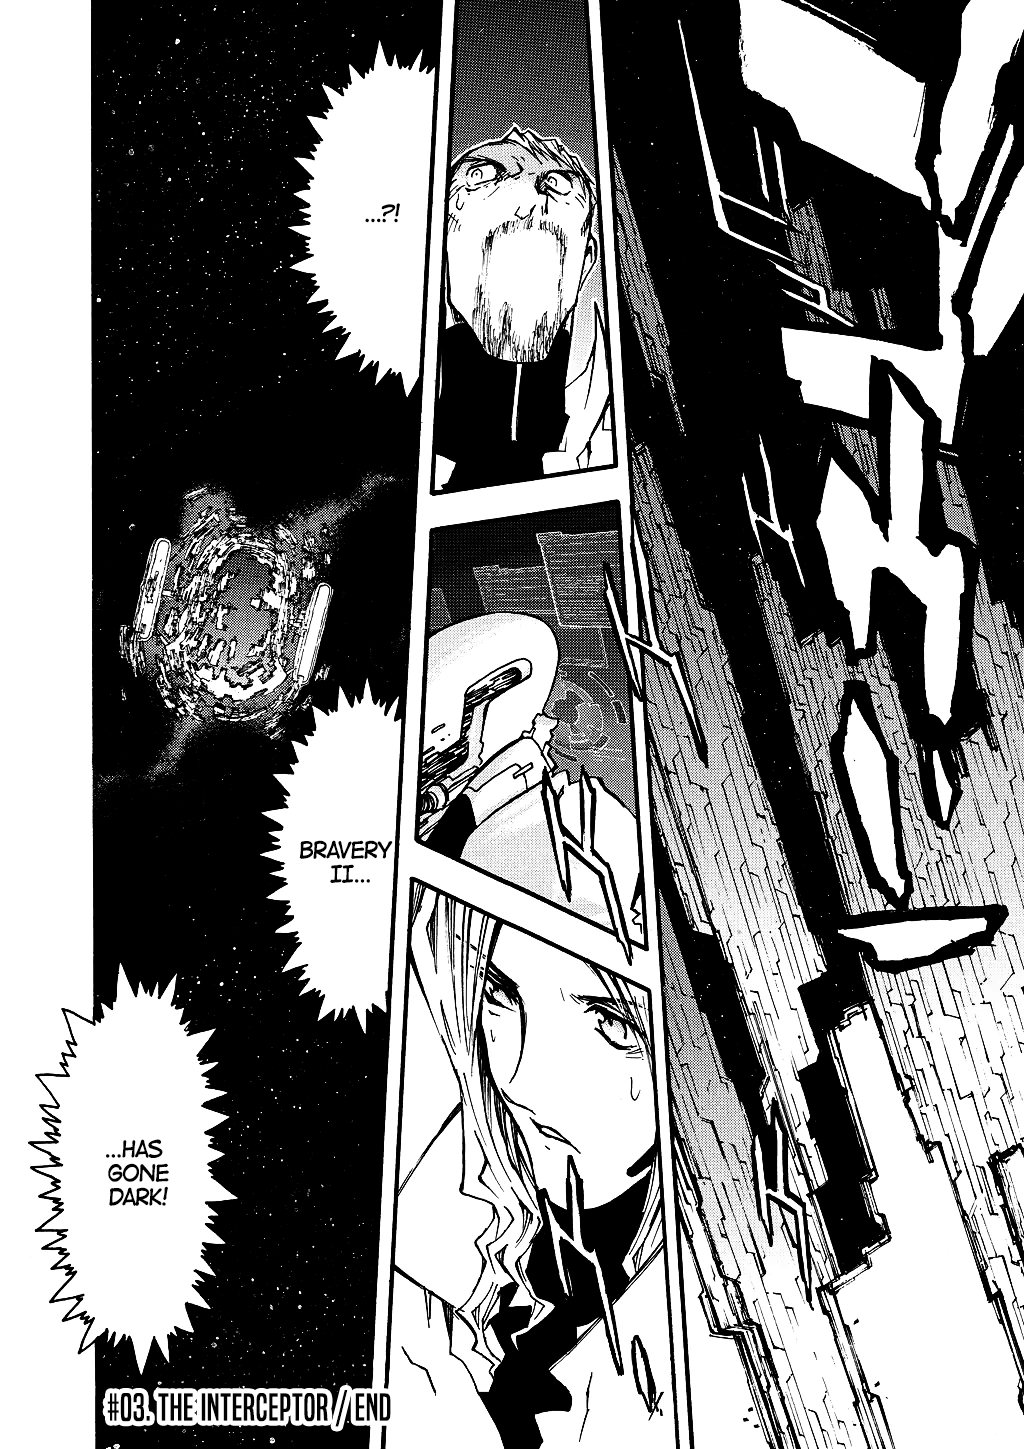 ...?!
BRAVERY
II...
...HAS
GONE
DARK!
#03. THE INTERCEPTOR / END